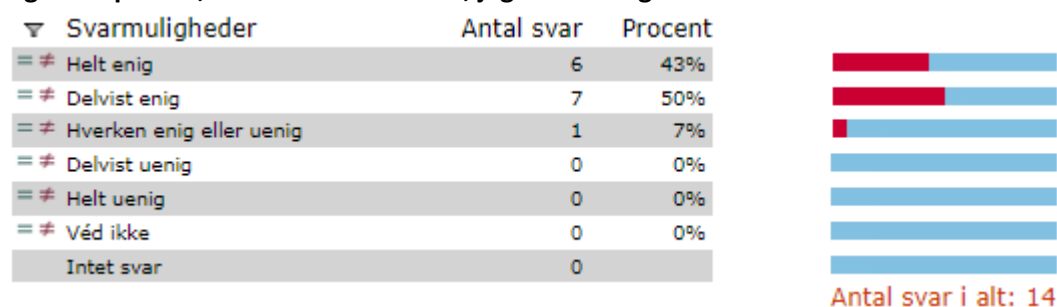 Svarmuligheder Antal svar Procent
= ≠ Helt enig 6 43%
= ≠ Delvist enig 7 50%
= ≠ Hverken enig eller uenig 1 7%
= ≠ Delvist uenig 0 0%
= ≠ Helt uenig 0 0%
= ≠ Véd ikke 0 0%
Intet svar 0
Antal svar i alt: 14